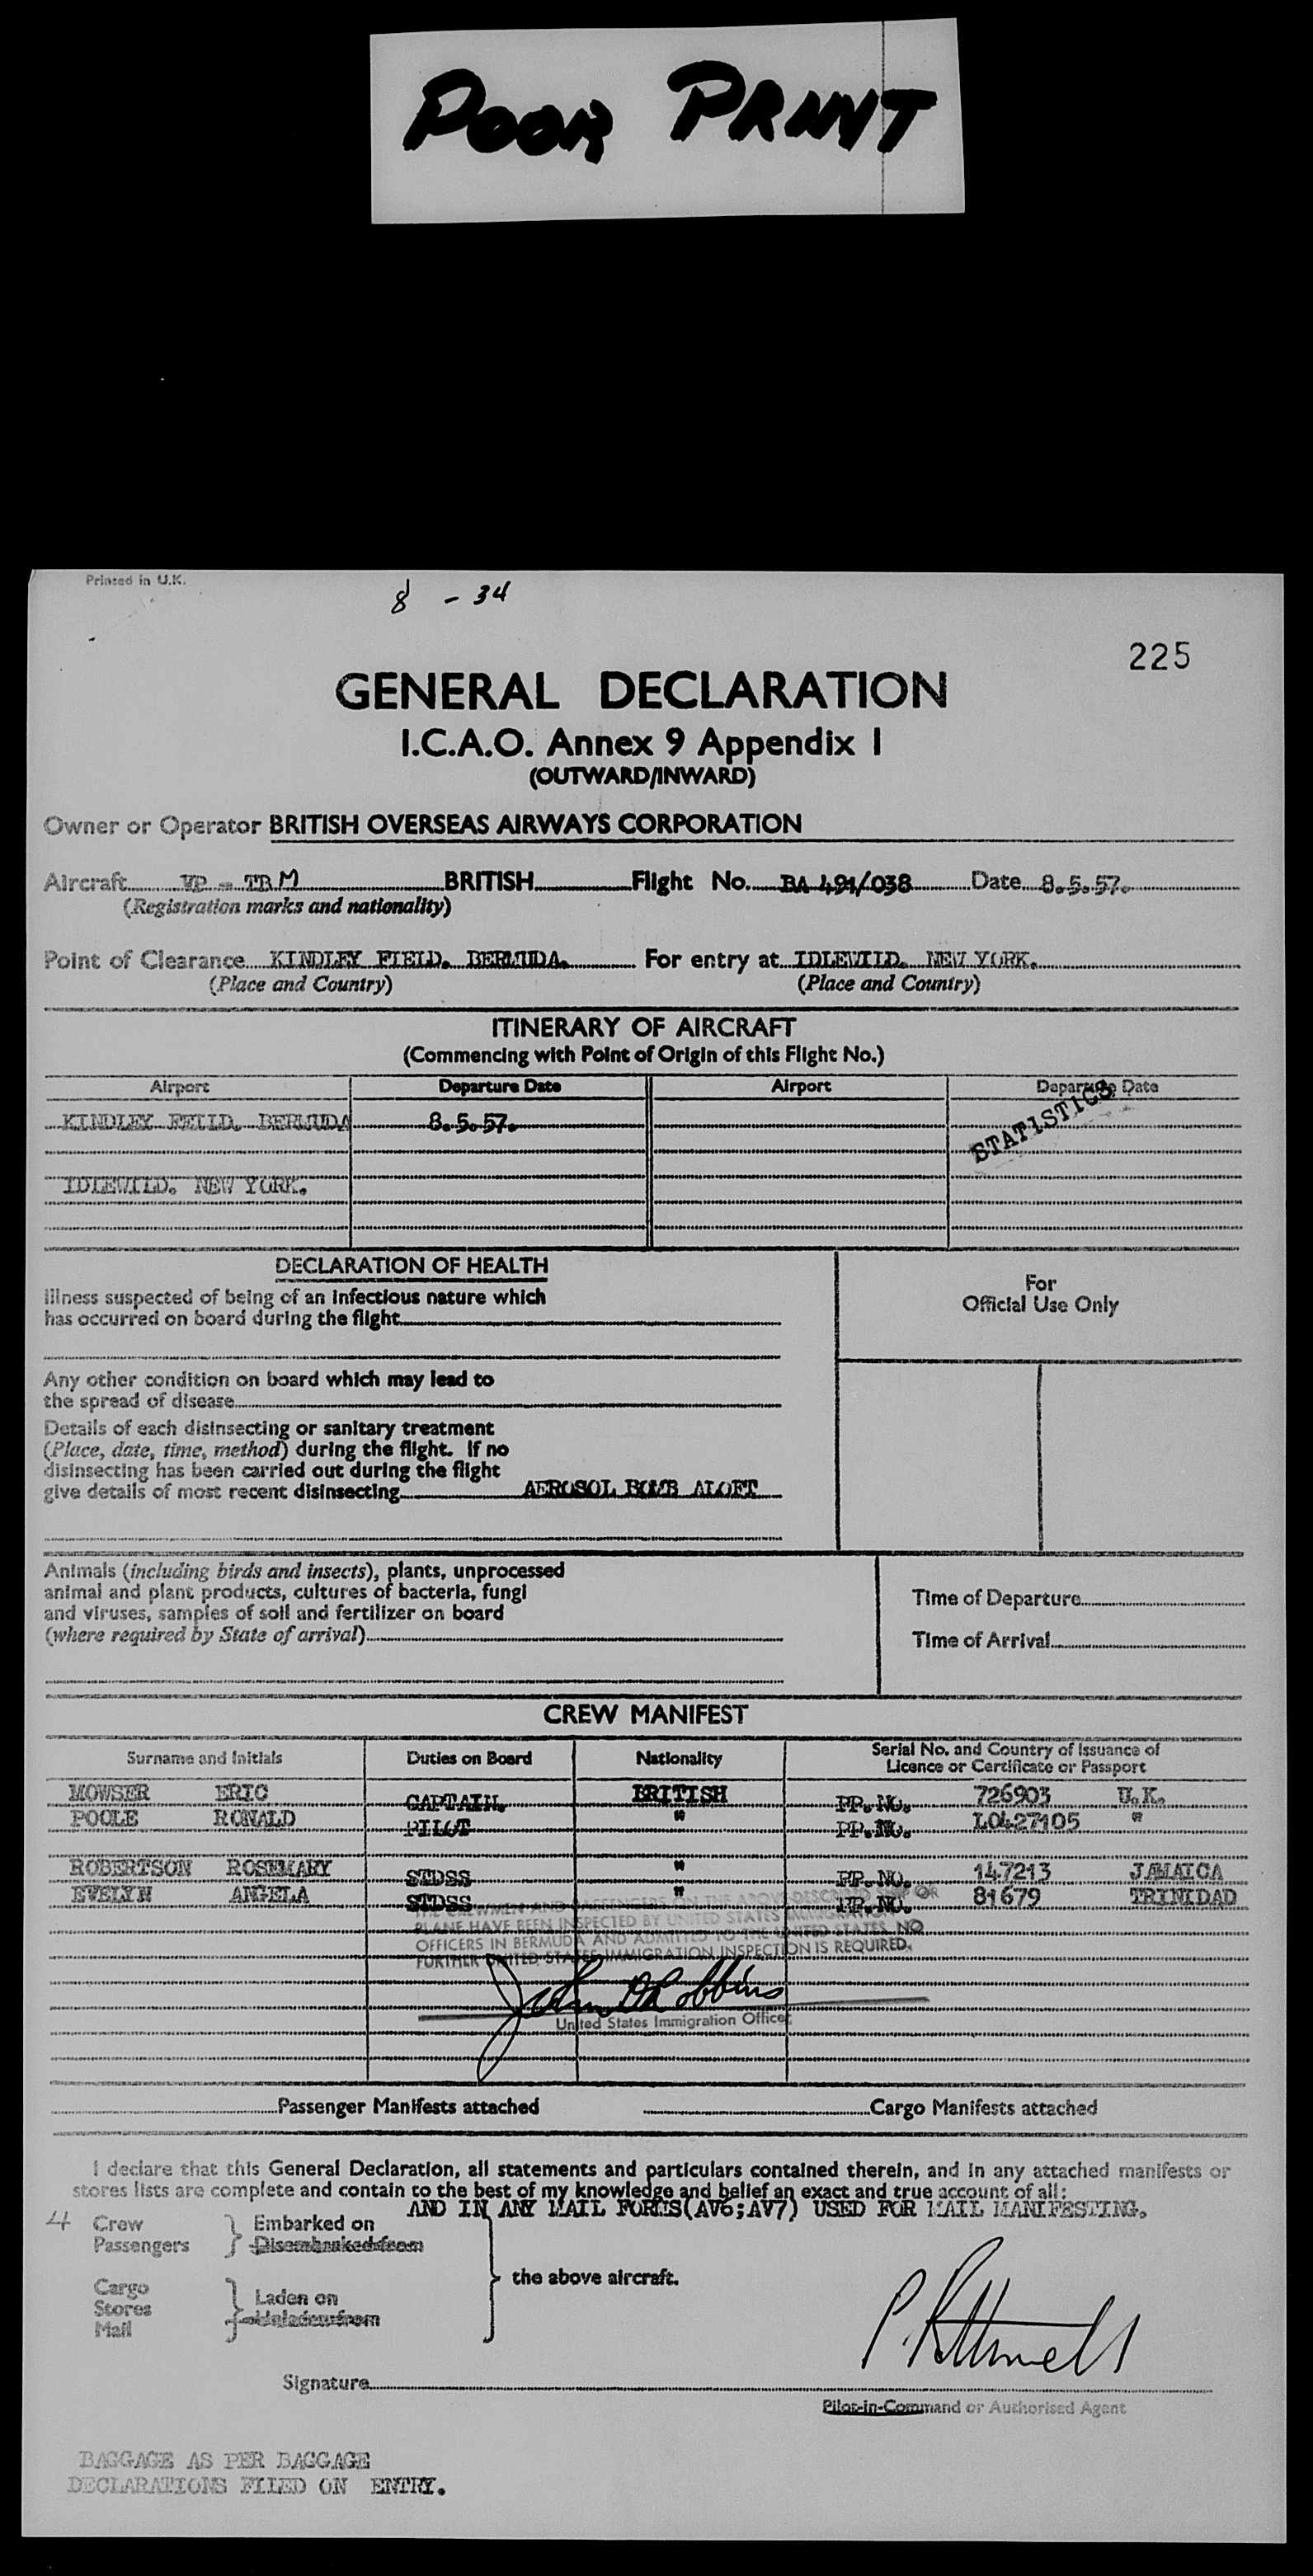 POOR PRINT
Printed in U.K.
8 - 34
225
GENERAL DECLARATION
I.C.A.O. Annex 9 Appendix 1
(OUTWARD/INWARD)
Owner or Operator BRITISH OVERSEAS AIRWAYS CORPORATION
Aircraft VP - TBM BRITISH Flight No. BA 491/038 Date 8.5.57.
(Registration marks and nationality)
Point of Clearance KINDLEY FIELD. BERMUDA. For entry at IDLEWILD. NEW YORK.
(Place and Country) (Place and Country)
ITINERARY OF AIRCRAFT
(Commencing with Point of Origin of this Flight No.)
Airport Departure Date Airport Departure Date
KINDLEY FEILD. BERMUDA 8.5.57.
STATISTICS
IDLEWILD. NEW YORK.
DECLARATION OF HEALTH
Illness suspected of being of an infectious nature which
has occurred on board during the flight
For
Official Use Only
Any other condition on board which may lead to
the spread of disease
Details of each disinsecting or sanitary treatment
(Place, date, time, method) during the flight. If no
disinsecting has been carried out during the flight
give details of most recent disinsecting AEROSOL BOMB ALOFT
Animals (including birds and insects), plants, unprocessed
animal and plant products, cultures of bacteria, fungi
and viruses, samples of soil and fertilizer on board
(where required by State of arrival)
Time of Departure
Time of Arrival
CREW MANIFEST
Surname and Initials Duties on Board Nationality Serial No. and Country of Issuance of
Licence or Certificate or Passport
MOWSER ERIC CAPTAIN. BRITISH PP. NO. 726903 U.K.
POOLE RONALD PILOT " PP. NO. L0427105 "
ROBERTSON ROSEMARY STDSS " PP. NO. 147213 JAMAICA
EVELYN ANGELA STDSS " PP. NO. 81679 TRINIDAD
THE CREWMEN AND PASSENGERS ON THE ABOVE DESCRIBED SHIP OR
PLANE HAVE BEEN INSPECTED BY UNITED STATES IMMIGRATION
OFFICERS IN BERMUDA AND ADMITTED TO THE UNITED STATES. NO
FURTHER UNITED STATES IMMIGRATION INSPECTION IS REQUIRED.
John D Robbins
United States Immigration Officer
Passenger Manifests attached Cargo Manifests attached
I declare that this General Declaration, all statements and particulars contained therein, and in any attached manifests or
stores lists are complete and contain to the best of my knowledge and belief an exact and true account of all:
AND IN ANY MAIL FORMS(AV6;AV7) USED FOR MAIL MANIFESTING.
4 Crew Embarked on
Passengers Disembarked from
the above aircraft.
Cargo
Stores Laden on
Mail Unladen from
Signature
Pilot-in-Command or Authorised Agent
BAGGAGE AS PER BAGGAGE
DECLARATIONS FILED ON ENTRY.